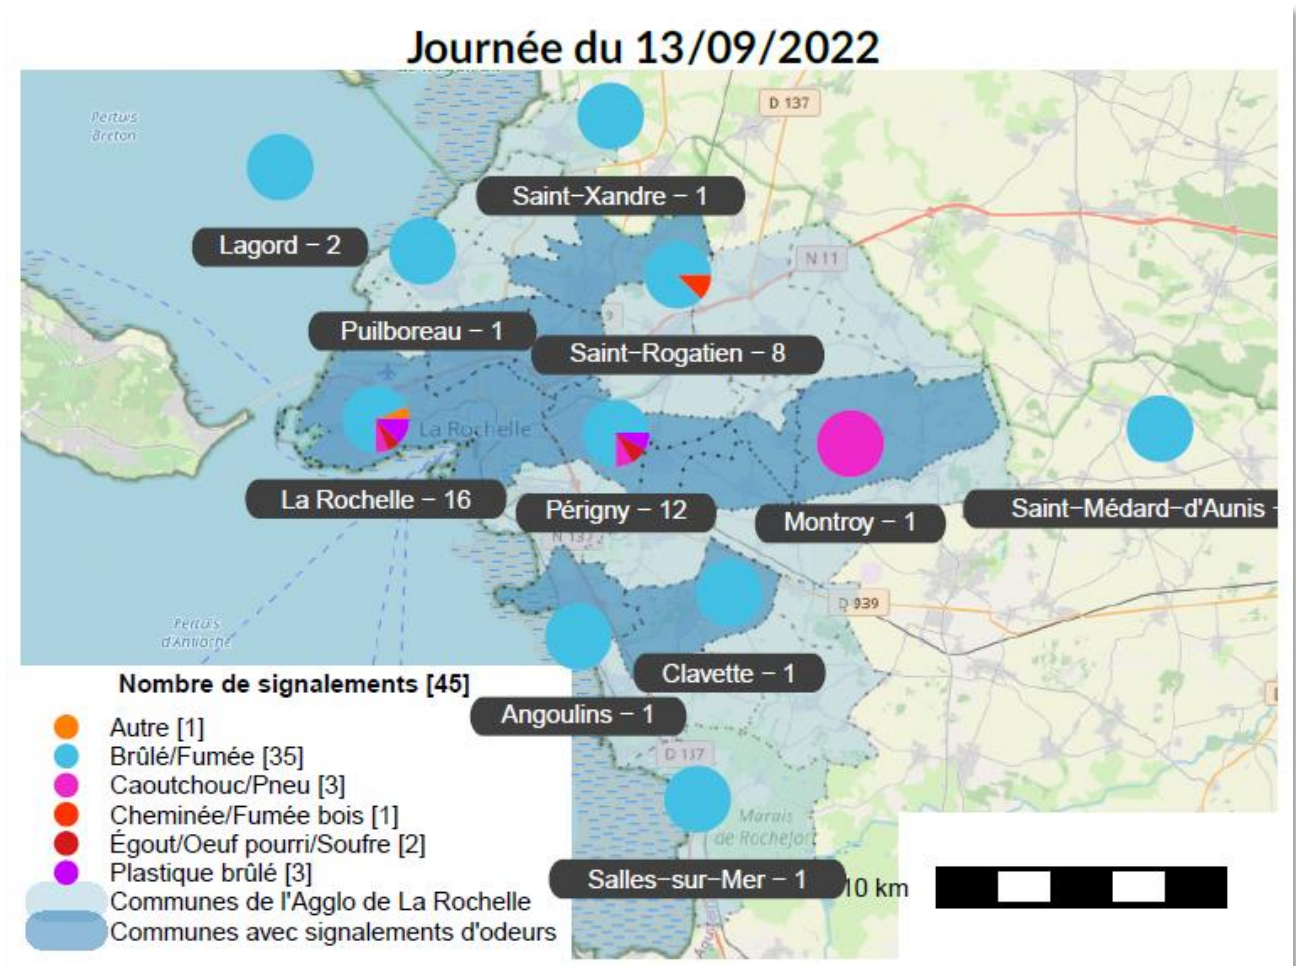 Journée du 13/09/2022
Pertuis
Breton
D 137
Saint-Xandre – 1
Lagord – 2
N 11
Puilboreau – 1
Saint-Rogatien – 8
9
La Rochelle
La Rochelle – 16
Périgny – 12
Montroy – 1
Saint-Médard-d'Aunis -
N 137
D 939
Pertuis
d'Antioche
Clavette – 1
Angoulins – 1
Nombre de signalements [45]
Autre [1]
Brûlé/Fumée [35]
Caoutchouc/Pneu [3]
Cheminée/Fumée bois [1]
Égout/Oeuf pourri/Soufre [2]
Plastique brûlé [3]
Communes de l'Agglo de La Rochelle
Communes avec signalements d'odeurs
D 137
Marais
de Rochefort
Salles-sur-Mer – 1
10 km